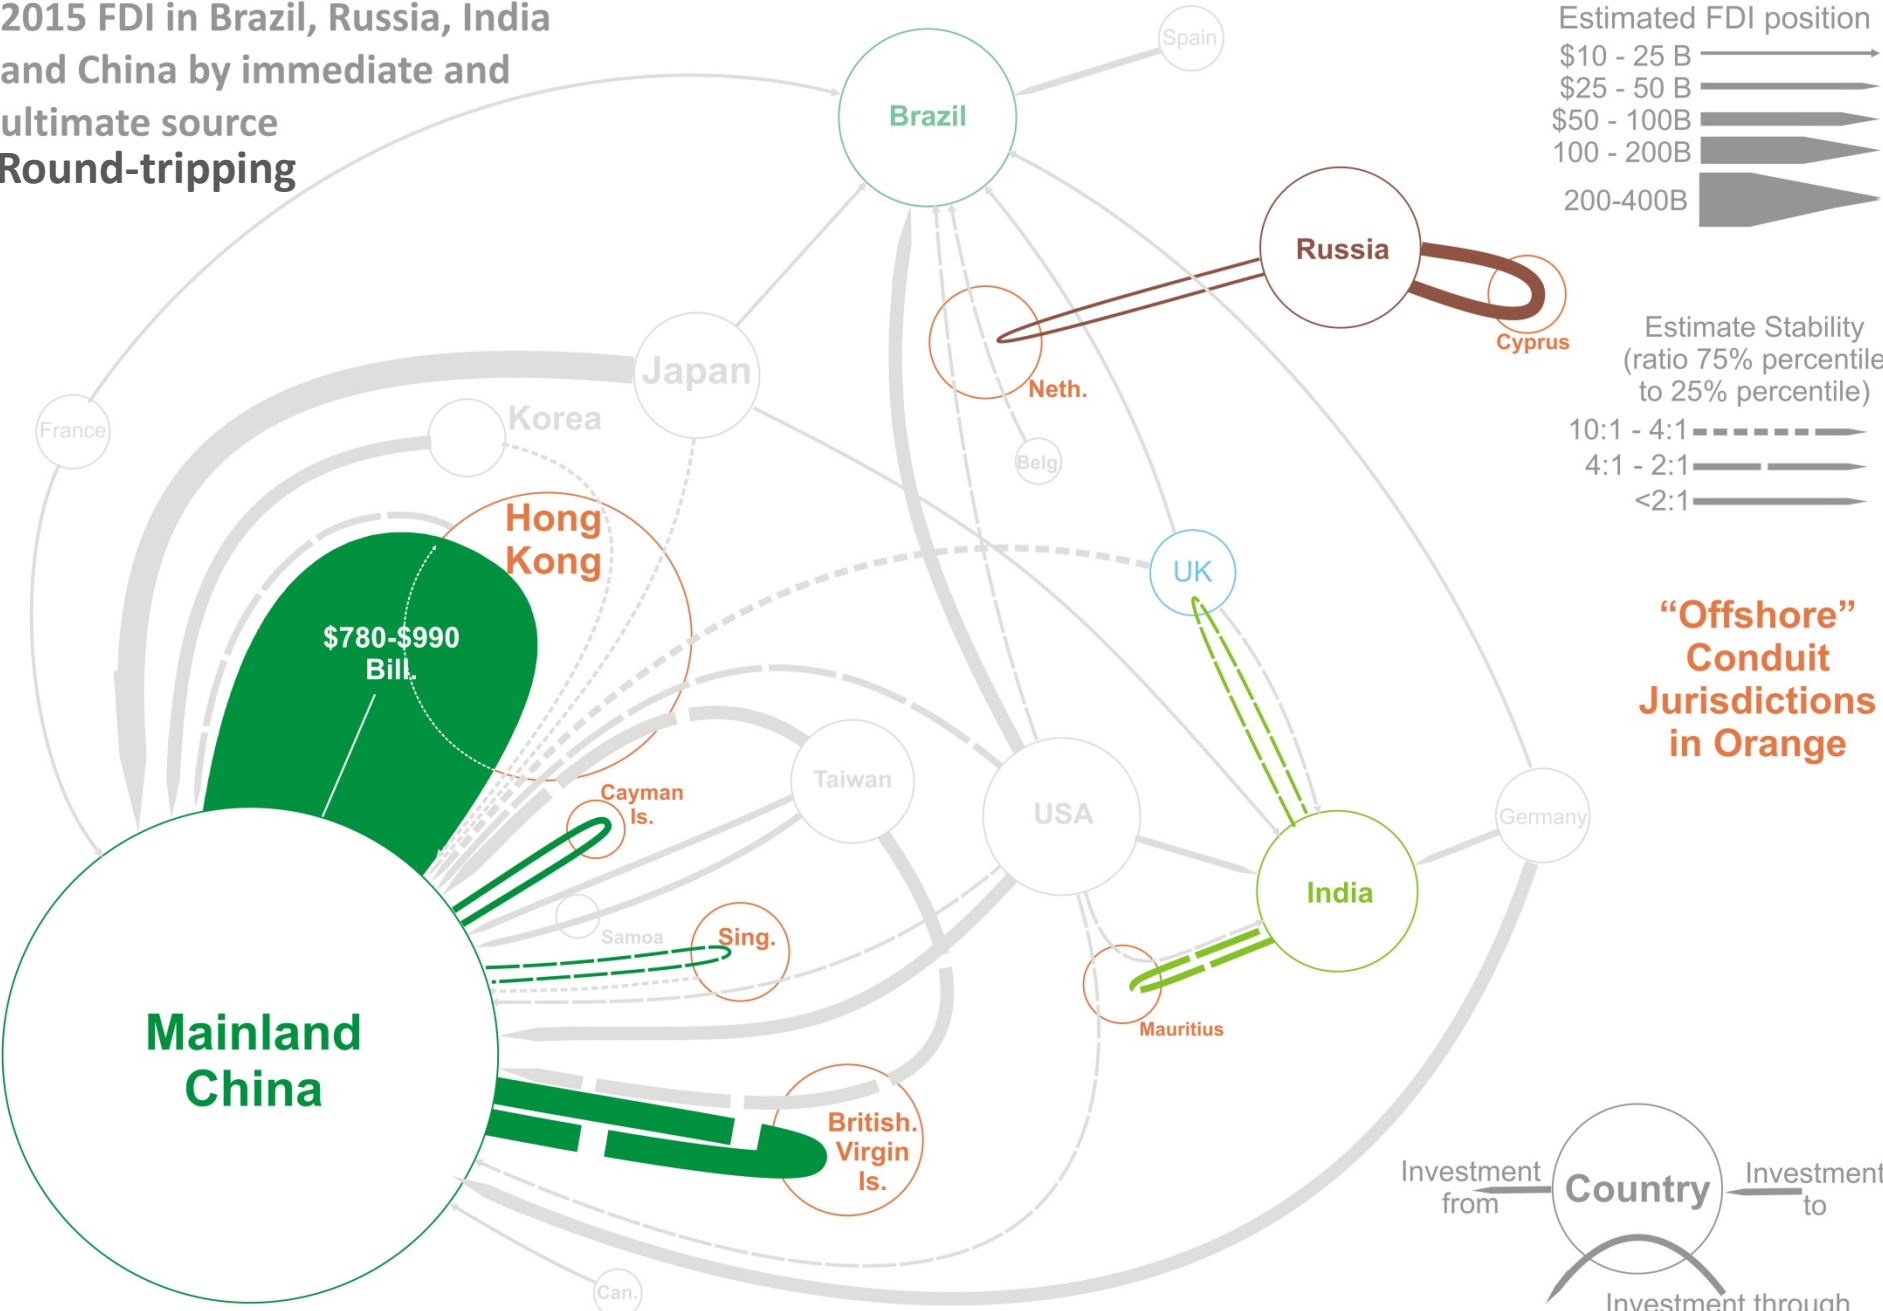 2015 FDI in Brazil, Russia, India
and China by immediate and
ultimate source
Round-tripping
Spain
Brazil
Estimated FDI position
$10 - 25 B
$25 - 50 B
$50 - 100B
100 - 200B
200-400B
Russia
Cyprus
Neth.
Estimate Stability
(ratio 75% percentile
to 25% percentile)
10:1 - 4:1
4:1 - 2:1
<2:1
Japan
Korea
France
Belg
Hong
Kong
UK
$780-$990
Bill.
"Offshore"
Conduit
Jurisdictions
in Orange
Cayman
Is.
Taiwan
USA
Germany
India
Samoa
Sing.
Mauritius
Mainland
China
British.
Virgin
Is.
Can.
Investment
from
Country
Investment
to
Investment through